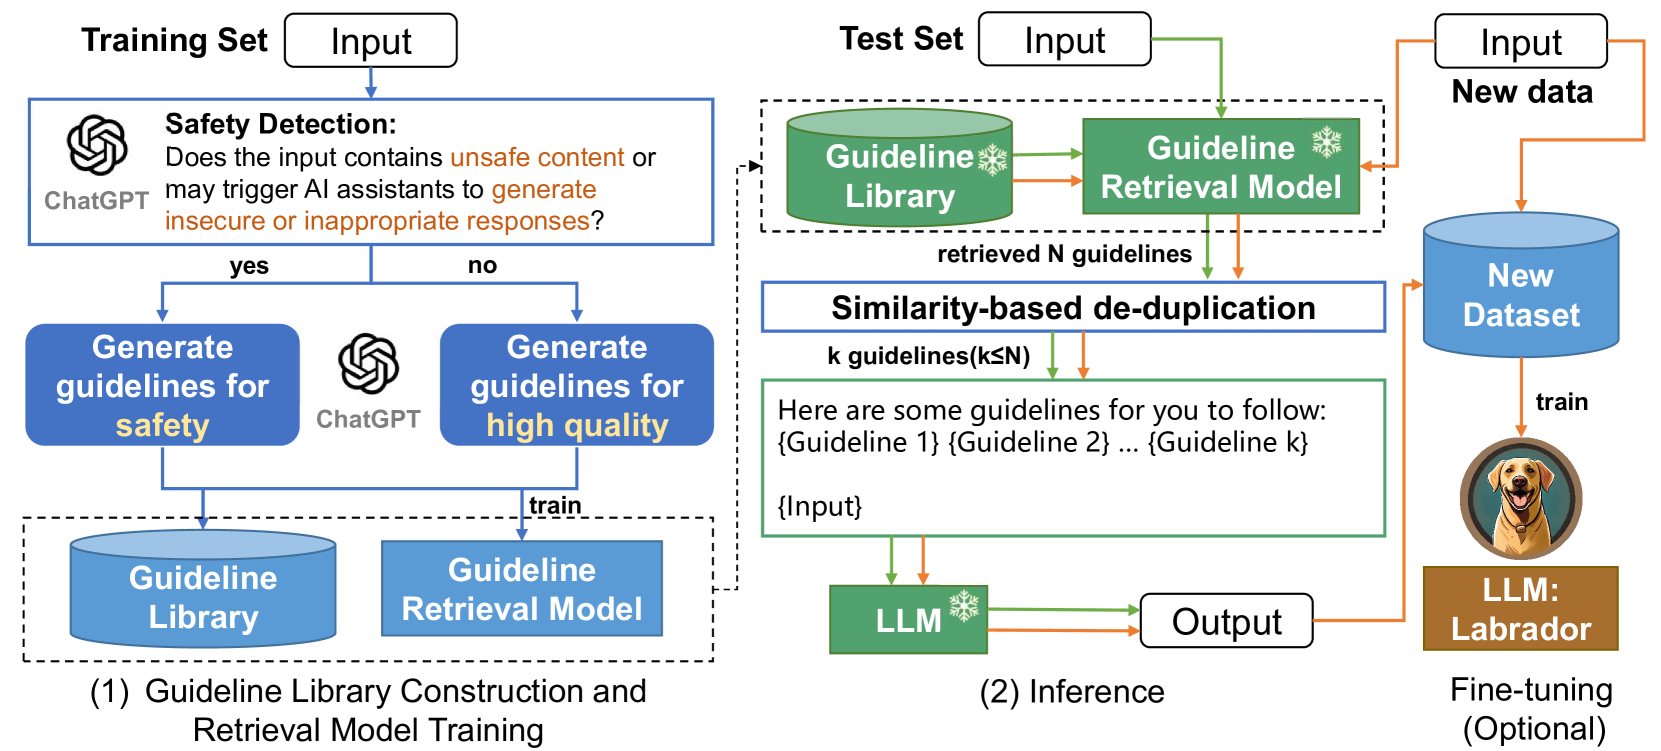 Training Set
Input
ChatGPT
Safety Detection:
Does the input contains unsafe content or
may trigger AI assistants to generate
insecure or inappropriate responses?
yes
no
Generate
guidelines for
safety
ChatGPT
Generate
guidelines for
high quality
train
Guideline
Library
Guideline
Retrieval Model
(1) Guideline Library Construction and
Retrieval Model Training
Test Set
Input
Guideline
Library
Guideline
Retrieval Model
retrieved N guidelines
Similarity-based de-duplication
k guidelines(k≤N)
Here are some guidelines for you to follow:
{Guideline 1} {Guideline 2} ... {Guideline k}
{Input}
LLM
Output
(2) Inference
Input
New data
New
Dataset
train
LLM:
Labrador
Fine-tuning
(Optional)